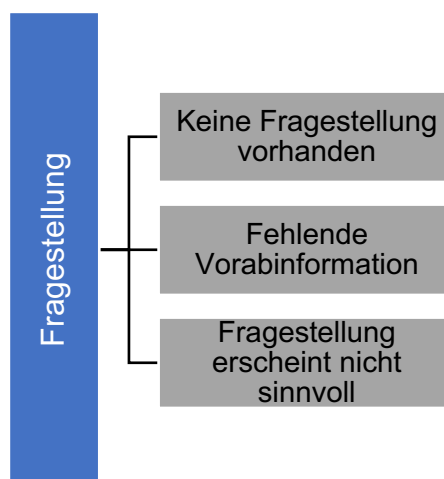 Fragestellung
Keine Fragestellung
vorhanden
Fehlende
Vorabinformation
Fragestellung
erscheint nicht
sinnvoll